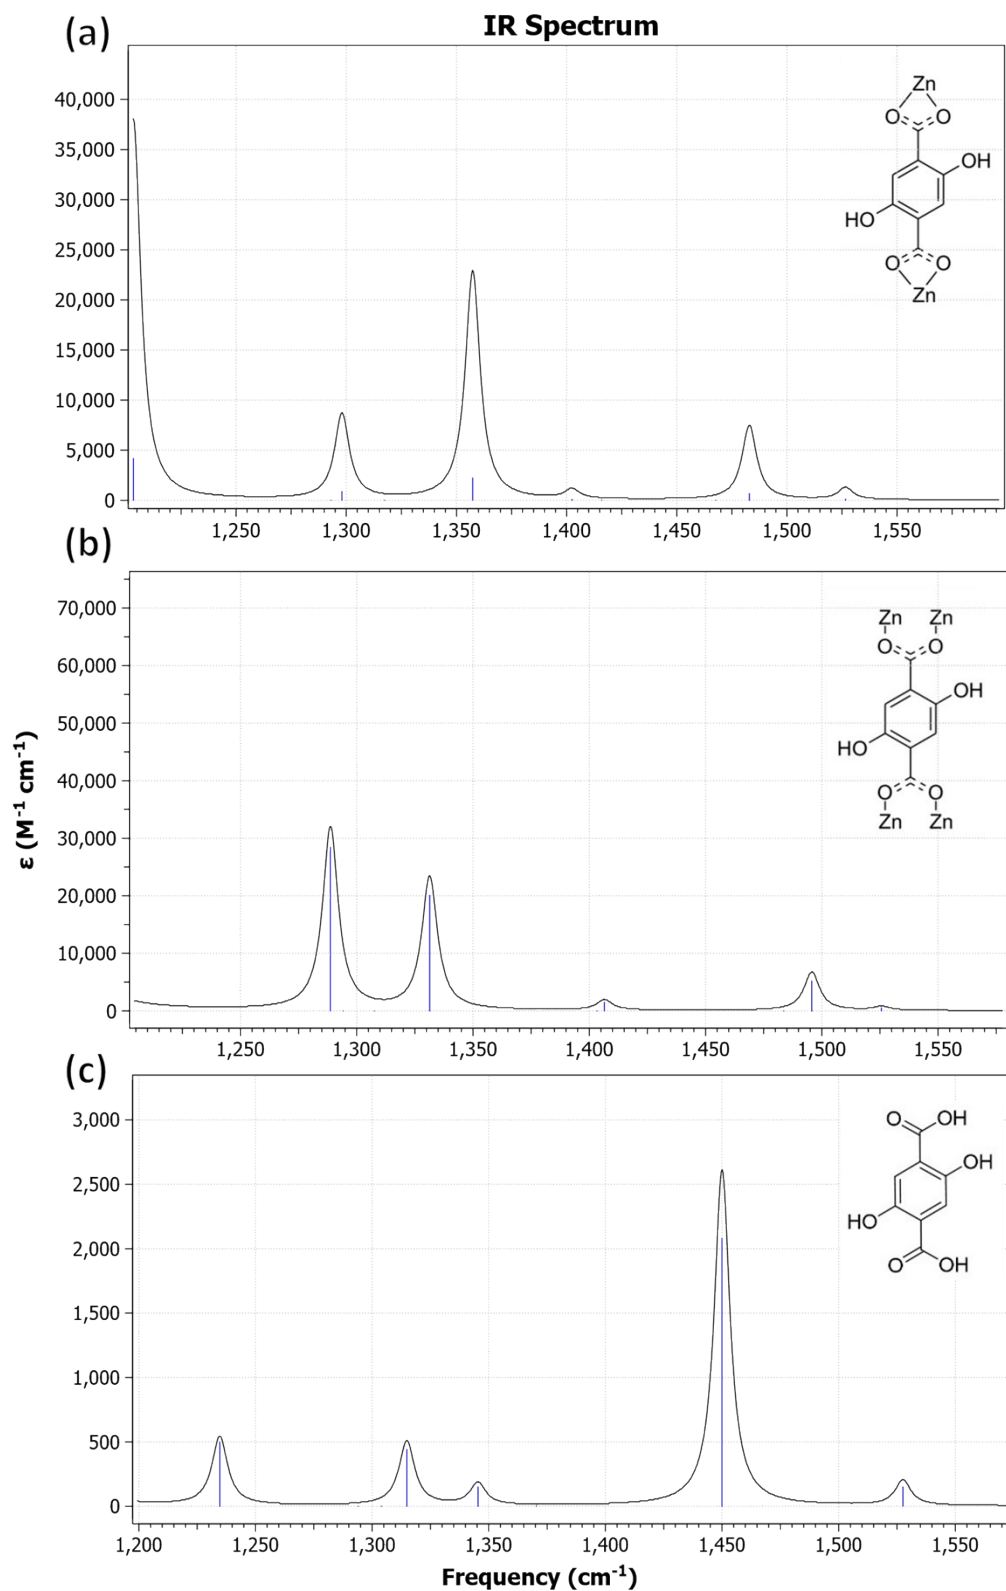 IR Spectrum
(a)
40,000
35,000
30,000
25,000
20,000
15,000
10,000
5,000
0
1,250 1,300 1,350 1,400 1,450 1,500 1,550
Zn
O O
OH
HO
O O
Zn
(b)
70,000
60,000
50,000
40,000
30,000
20,000
10,000
0
1,250 1,300 1,350 1,400 1,450 1,500 1,550
Zn Zn
O O
OH
HO
O O
Zn Zn
ε (M⁻¹ cm⁻¹)
(c)
3,000
2,500
2,000
1,500
1,000
500
0
1,200 1,250 1,300 1,350 1,400 1,450 1,500 1,550
O OH
OH
HO
O OH
Frequency (cm⁻¹)